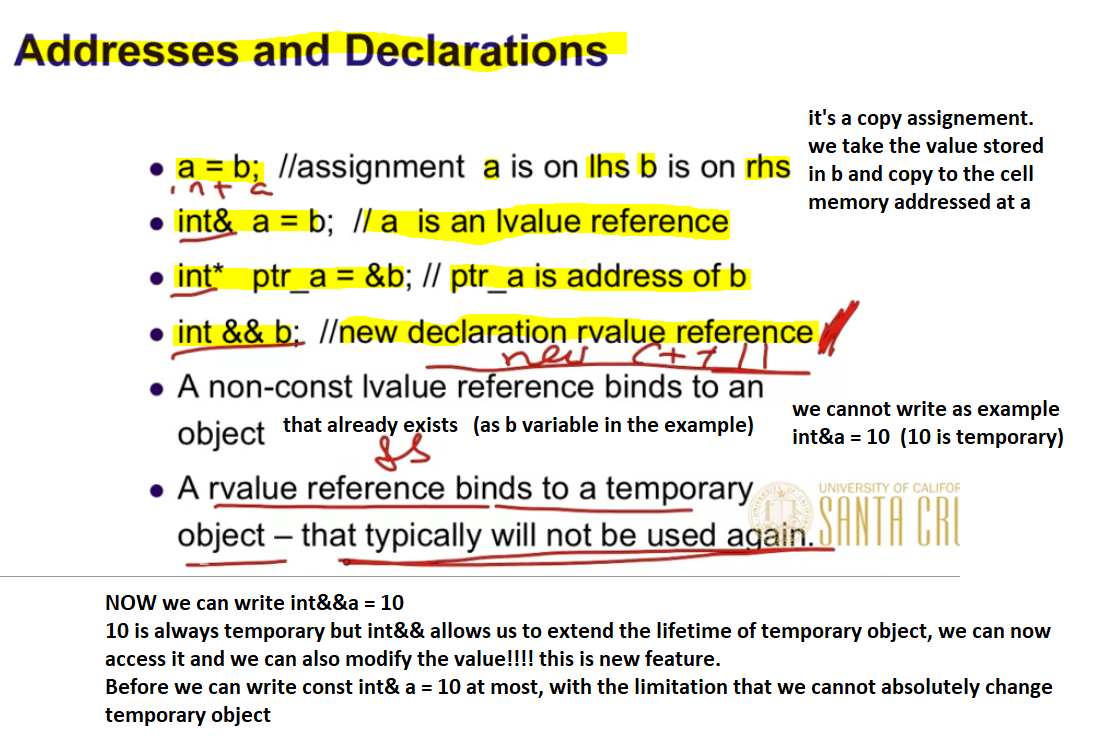 Addresses and Declarations
it's a copy assignement.
we take the value stored
in b and copy to the cell
memory addressed at a
• a = b; //assignment a is on lhs b is on rhs
int a
• int& a = b; // a is an lvalue reference
• int* ptr_a = &b; // ptr_a is address of b
• int && b; //new declaration rvalue reference
new C++11
• A non-const lvalue reference binds to an
object that already exists (as b variable in the example)
we cannot write as example
int&a = 10 (10 is temporary)
&&
• A rvalue reference binds to a temporary
object – that typically will not be used again.
UNIVERSITY OF CALIFOR
SANTA CRU
NOW we can write int&&a = 10
10 is always temporary but int&& allows us to extend the lifetime of temporary object, we can now
access it and we can also modify the value!!!! this is new feature.
Before we can write const int& a = 10 at most, with the limitation that we cannot absolutely change
temporary object